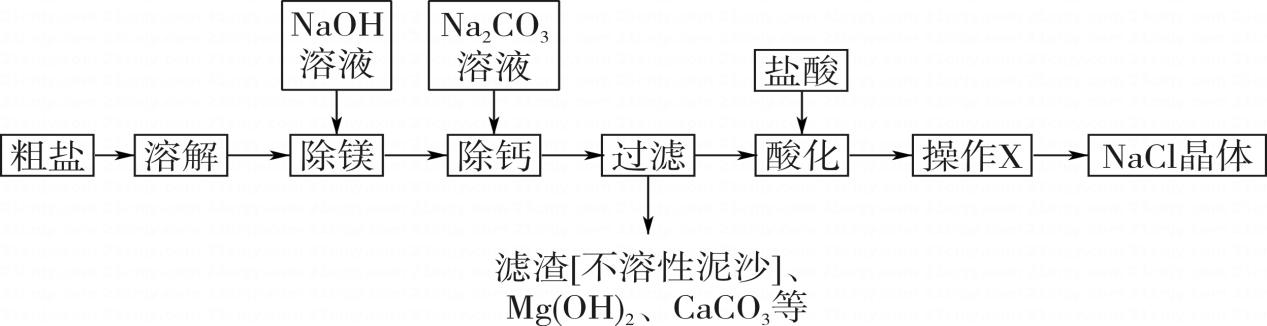 NaOH
溶液
Na₂CO₃
溶液
盐酸
粗盐
溶解
除镁
除钙
过滤
酸化
操作X
NaCl晶体
滤渣[不溶性泥沙]、
Mg(OH)₂、CaCO₃等